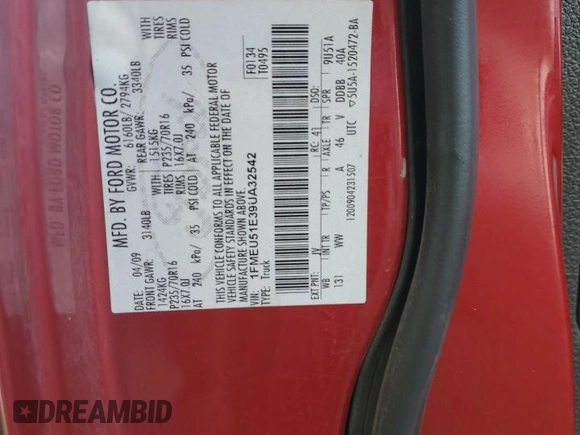 MFD. BY FORD MOTOR CO.
DATE: 04/09
GVWR: 6160LB/ 2794KG
FRONT GAWR: 3140LB
REAR GAWR: 3340LB
1424KG WITH
1515KG WITH
P235/70R16 TIRES
P235/70R16 TIRES
16X7.0J RIMS
16X7.0J RIMS
AT 240 kPa/ 35 PSI COLD
AT 240 kPa/ 35 PSI COLD
THIS VEHICLE CONFORMS TO ALL APPLICABLE FEDERAL MOTOR
VEHICLE SAFETY STANDARDS IN EFFECT ON THE DATE OF
MANUFACTURE SHOWN ABOVE.
VIN: 1FMEU51E39UA32542
TYPE: Truck
F0134
T0495
EXT PNT: JV RC: 41 DSO:
WB INT TR TP/PS R AXLE TR SPR 9U51A
131 WW A 46 V DDBB 40A
1200904231507 UTC 5U5A-1520472-BA
DREAMBID